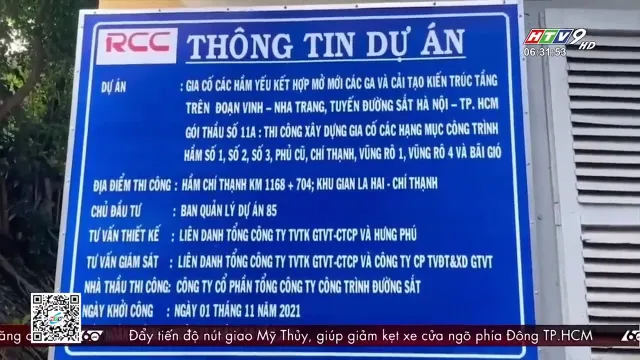 HTV9 HD
06:31:53
RCC THÔNG TIN DỰ ÁN
DỰ ÁN : GIA CỐ CÁC HẦM YẾU KẾT HỢP MỞ MỚI CÁC GA VÀ CẢI TẠO KIẾN TRÚC TẦNG
TRÊN ĐOẠN VINH – NHA TRANG, TUYẾN ĐƯỜNG SẮT HÀ NỘI – TP. HCM
GÓI THẦU SỐ 11A : THI CÔNG XÂY DỰNG GIA CỐ CÁC HẠNG MỤC CÔNG TRÌNH
HẦM SỐ 1, SỐ 2, SỐ 3, PHỦ CŨ, CHÍ THẠNH, VŨNG RÔ 1, VŨNG RÔ 4 VÀ BÃI GIÓ
ĐỊA ĐIỂM THI CÔNG : HẦM CHÍ THẠNH KM 1168 + 704; KHU GIAN LA HAI - CHÍ THẠNH
CHỦ ĐẦU TƯ : BAN QUẢN LÝ DỰ ÁN 85
TƯ VẤN THIẾT KẾ : LIÊN DANH TỔNG CÔNG TY TVTK GTVT-CTCP VÀ HƯNG PHÚ
TƯ VẤN GIÁM SÁT : LIÊN DANH TỔNG CÔNG TY TVTK GTVT-CTCP VÀ CÔNG TY CP TVĐT&XD GTVT
NHÀ THẦU THI CÔNG: CÔNG TY CỔ PHẦN TỔNG CÔNG TY CÔNG TRÌNH ĐƯỜNG SẮT
NGÀY KHỞI CÔNG : NGÀY 01 THÁNG 11 NĂM 2021
Đẩy tiến độ nút giao Mỹ Thủy, giúp giảm kẹt xe cửa ngõ phía Đông TP.HCM